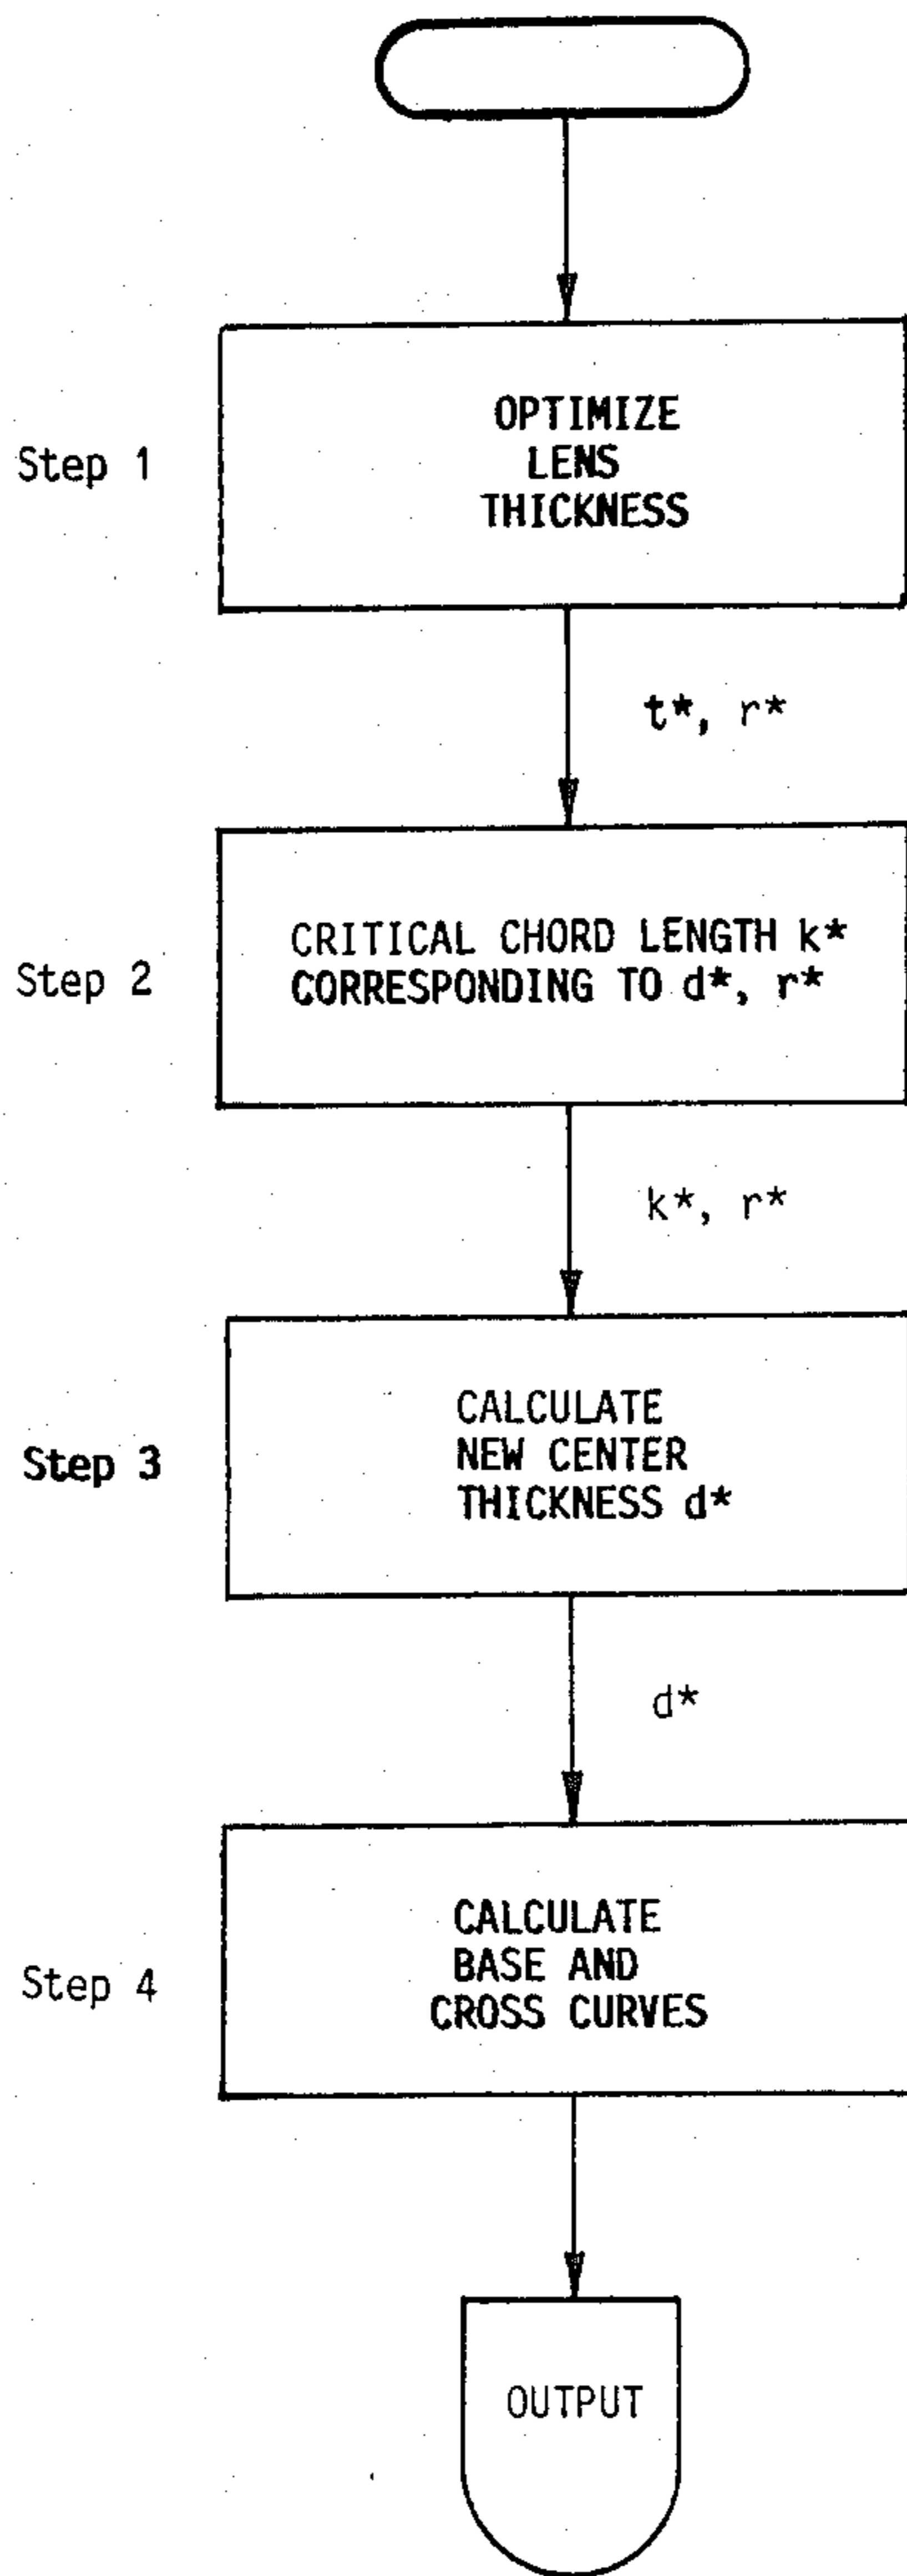 Step 1
OPTIMIZE
LENS
THICKNESS
t*, r*
Step 2
CRITICAL CHORD LENGTH k*
CORRESPONDING TO d*, r*
k*, r*
Step 3
CALCULATE
NEW CENTER
THICKNESS d*
d*
Step 4
CALCULATE
BASE AND
CROSS CURVES
OUTPUT